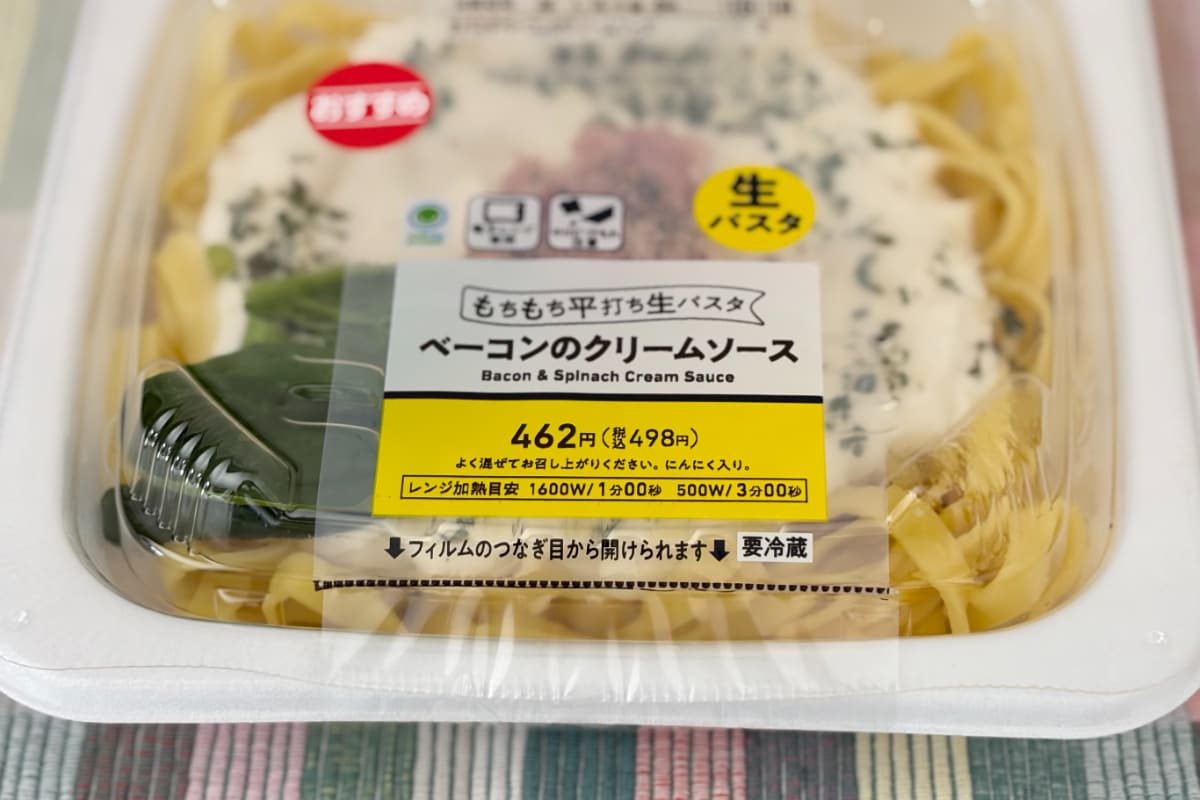 おすすめ
生
パスタ
もちもち平打ち生パスタ
ベーコンのクリームソース
Bacon & Spinach Cream Sauce
462円(税込498円)
よく混ぜてお召し上がりください。にんにく入り。
レンジ加熱目安 1600W/1分00秒 500W/3分00秒
⬇フィルムのつなぎ目から開けられます⬇ 要冷蔵